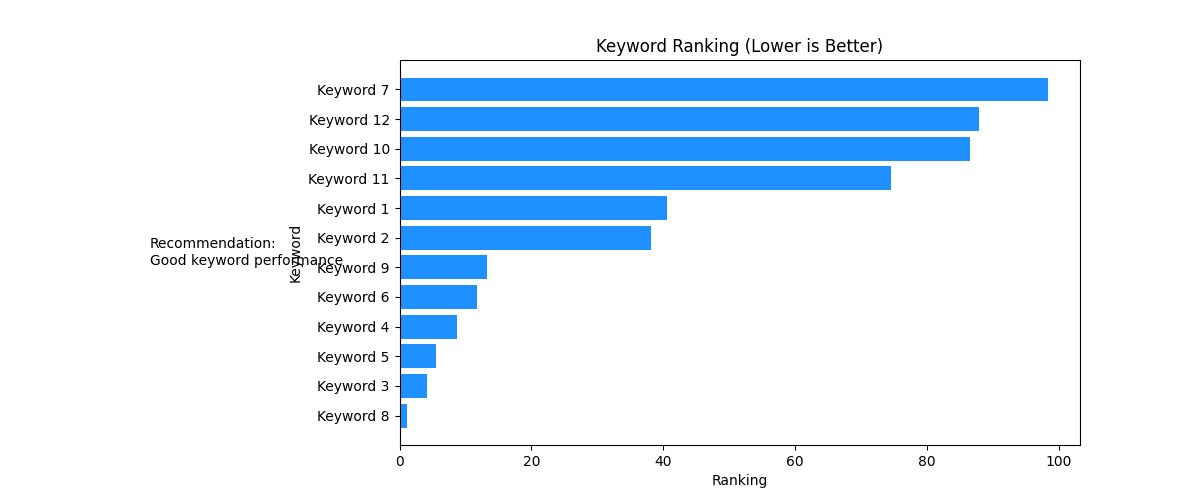 Keyword Ranking (Lower is Better)
Keyword 7
Keyword 12
Keyword 10
Keyword 11
Keyword 1
Keyword 2
Keyword 9
Keyword 6
Keyword 4
Keyword 5
Keyword 3
Keyword 8
Keyword
Recommendation:
Good keyword performance
0 20 40 60 80 100
Ranking